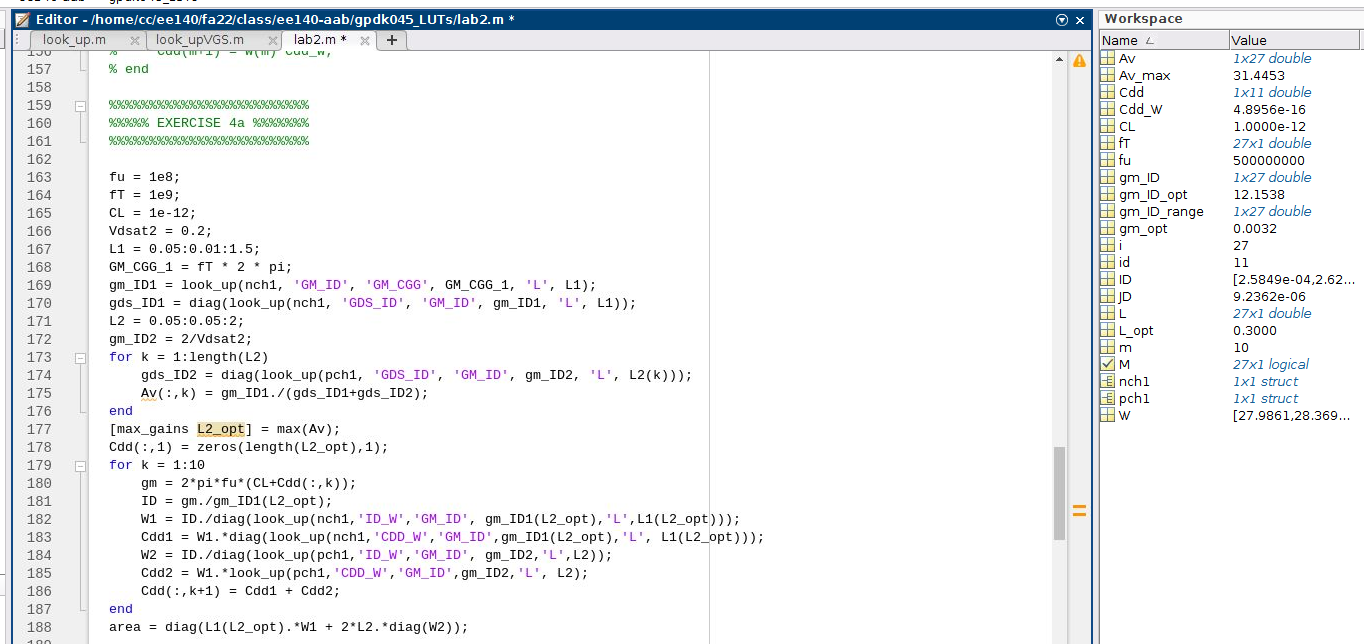 Editor - /home/cc/ee140/fa22/class/ee140-aab/gpdk045_LUTs/lab2.m *
look_up.m
look_upVGS.m
lab2.m *
+
157 % end
158
159 %%%%%%%%%%%%%%%%%%%%%%%%%
160 %%%%% EXERCISE 4a %%%%%%%
161 %%%%%%%%%%%%%%%%%%%%%%%%%
162
163 fu = 1e8;
164 fT = 1e9;
165 CL = 1e-12;
166 Vdsat2 = 0.2;
167 L1 = 0.05:0.01:1.5;
168 GM_CGG_1 = fT * 2 * pi;
169 gm_ID1 = look_up(nch1, 'GM_ID', 'GM_CGG', GM_CGG_1, 'L', L1);
170 gds_ID1 = diag(look_up(nch1, 'GDS_ID', 'GM_ID', gm_ID1, 'L', L1));
171 L2 = 0.05:0.05:2;
172 gm_ID2 = 2/Vdsat2;
173 for k = 1:length(L2)
174 gds_ID2 = diag(look_up(pch1, 'GDS_ID', 'GM_ID', gm_ID2, 'L', L2(k)));
175 Av(:,k) = gm_ID1./(gds_ID1+gds_ID2);
176 end
177 [max_gains L2_opt] = max(Av);
178 Cdd(:,1) = zeros(length(L2_opt),1);
179 for k = 1:10
180 gm = 2*pi*fu*(CL+Cdd(:,k));
181 ID = gm./gm_ID1(L2_opt);
182 W1 = ID./diag(look_up(nch1,'ID_W','GM_ID', gm_ID1(L2_opt),'L',L1(L2_opt)));
183 Cdd1 = W1.*diag(look_up(nch1,'CDD_W','GM_ID',gm_ID1(L2_opt),'L', L1(L2_opt)));
184 W2 = ID./diag(look_up(pch1,'ID_W','GM_ID', gm_ID2,'L',L2));
185 Cdd2 = W1.*look_up(pch1,'CDD_W','GM_ID',gm_ID2,'L', L2);
186 Cdd(:,k+1) = Cdd1 + Cdd2;
187 end
188 area = diag(L1(L2_opt).*W1 + 2*L2.*diag(W2));
Workspace
Name Value
Av 1x27 double
Av_max 31.4453
Cdd 1x11 double
Cdd_W 4.8956e-16
CL 1.0000e-12
fT 27x1 double
fu 500000000
gm_ID 1x27 double
gm_ID_opt 12.1538
gm_ID_range 1x27 double
gm_opt 0.0032
i 27
id 11
ID [2.5849e-04,2.62...
JD 9.2362e-06
L 27x1 double
L_opt 0.3000
m 10
M 27x1 logical
nch1 1x1 struct
pch1 1x1 struct
W [27.9861,28.369...